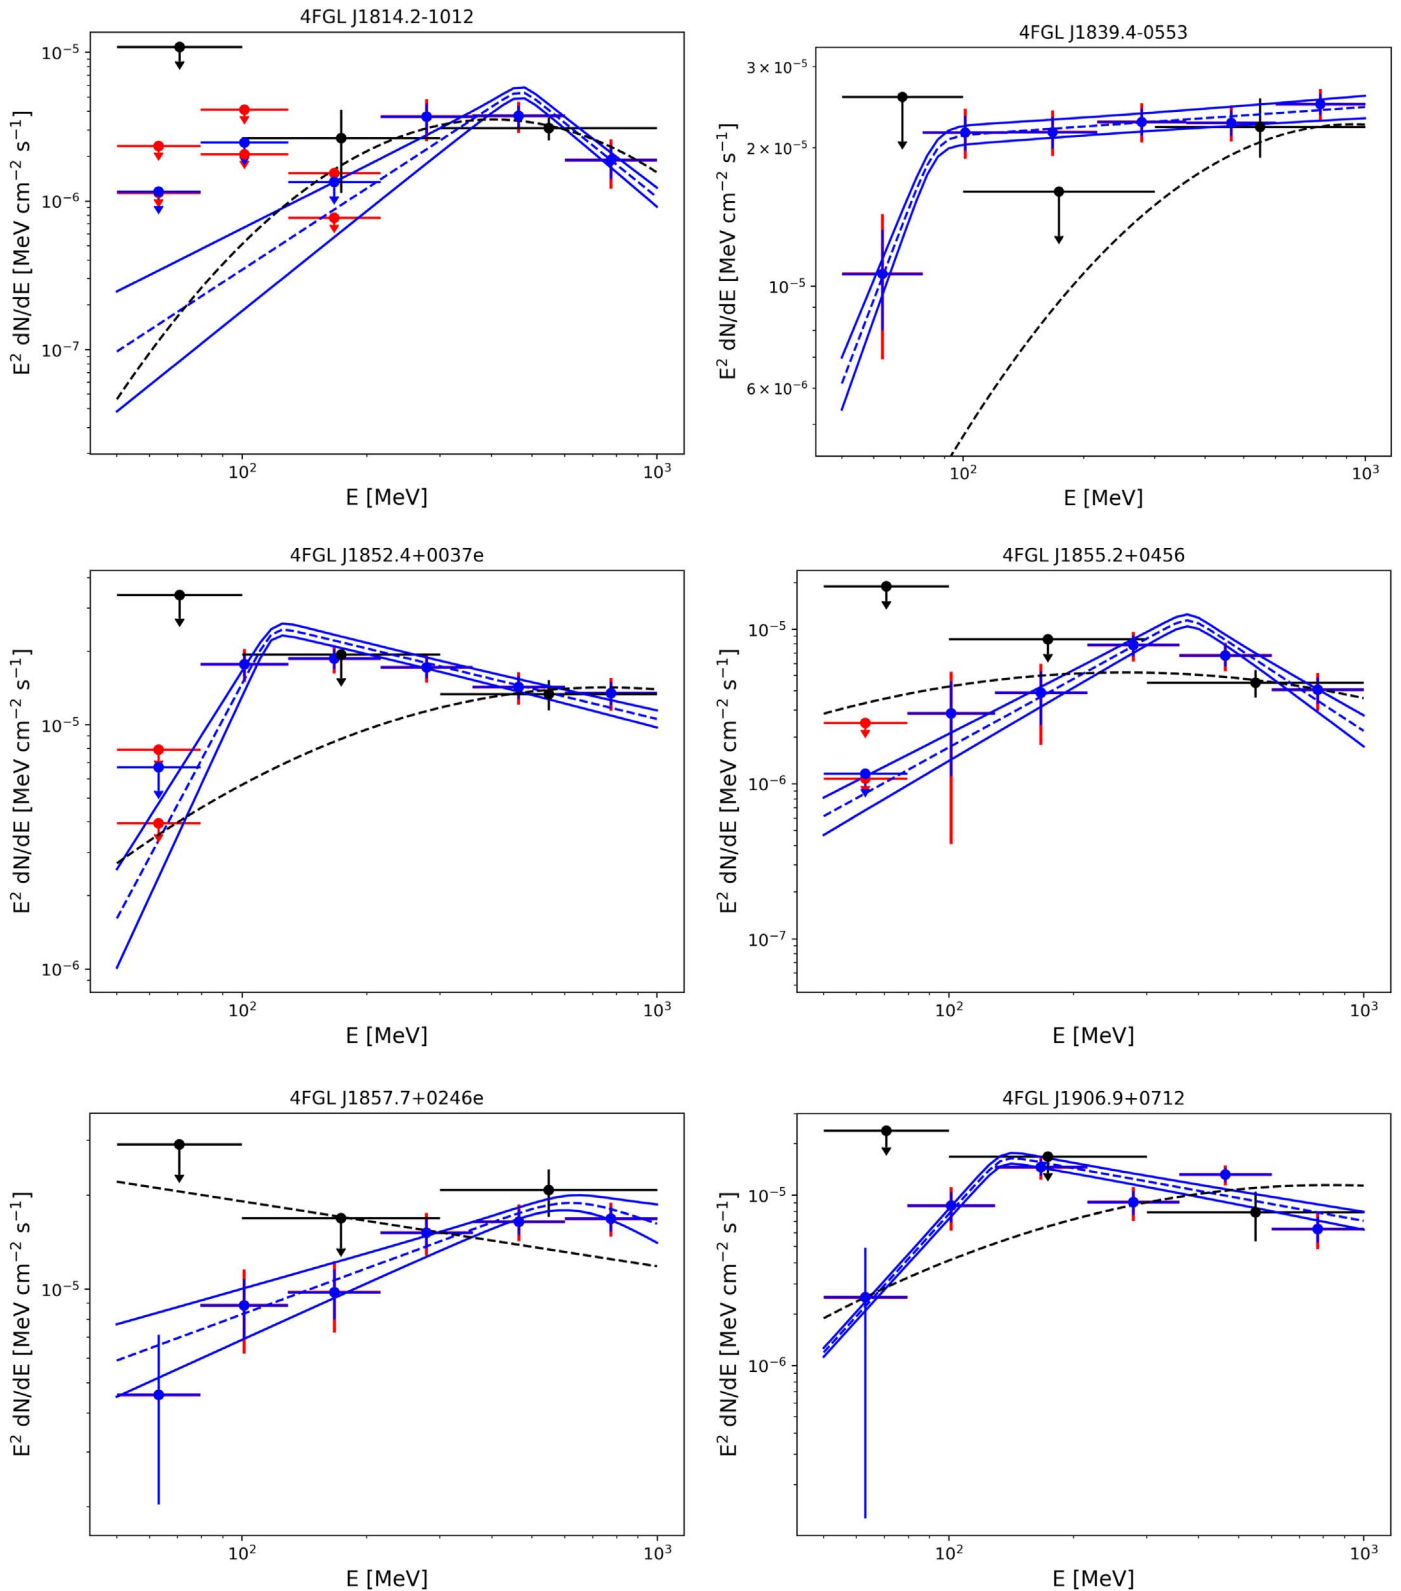 4FGL J1814.2-1012
10⁻⁵
10⁻⁶
10⁻⁷
E² dN/dE [MeV cm⁻² s⁻¹]
10² 10³
E [MeV]
4FGL J1839.4-0553
3 × 10⁻⁵
2 × 10⁻⁵
10⁻⁵
6 × 10⁻⁶
E² dN/dE [MeV cm⁻² s⁻¹]
10² 10³
E [MeV]
4FGL J1852.4+0037e
10⁻⁵
10⁻⁶
E² dN/dE [MeV cm⁻² s⁻¹]
10² 10³
E [MeV]
4FGL J1855.2+0456
10⁻⁵
10⁻⁶
10⁻⁷
E² dN/dE [MeV cm⁻² s⁻¹]
10² 10³
E [MeV]
4FGL J1857.7+0246e
10⁻⁵
E² dN/dE [MeV cm⁻² s⁻¹]
10² 10³
E [MeV]
4FGL J1906.9+0712
10⁻⁵
10⁻⁶
E² dN/dE [MeV cm⁻² s⁻¹]
10² 10³
E [MeV]